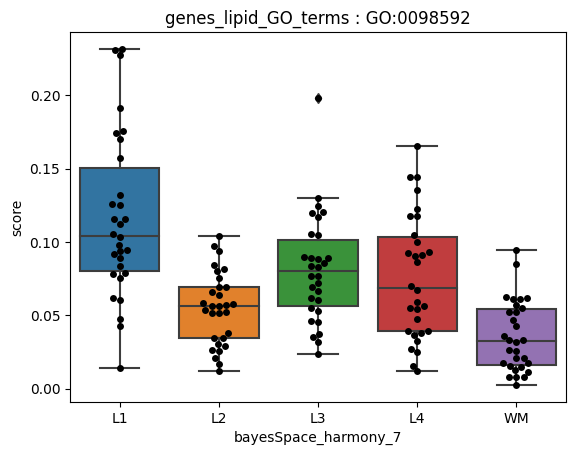 genes_lipid_GO_terms : GO:0098592
score
0.20
0.15
0.10
0.05
0.00
L1 L2 L3 L4 WM
bayesSpace_harmony_7